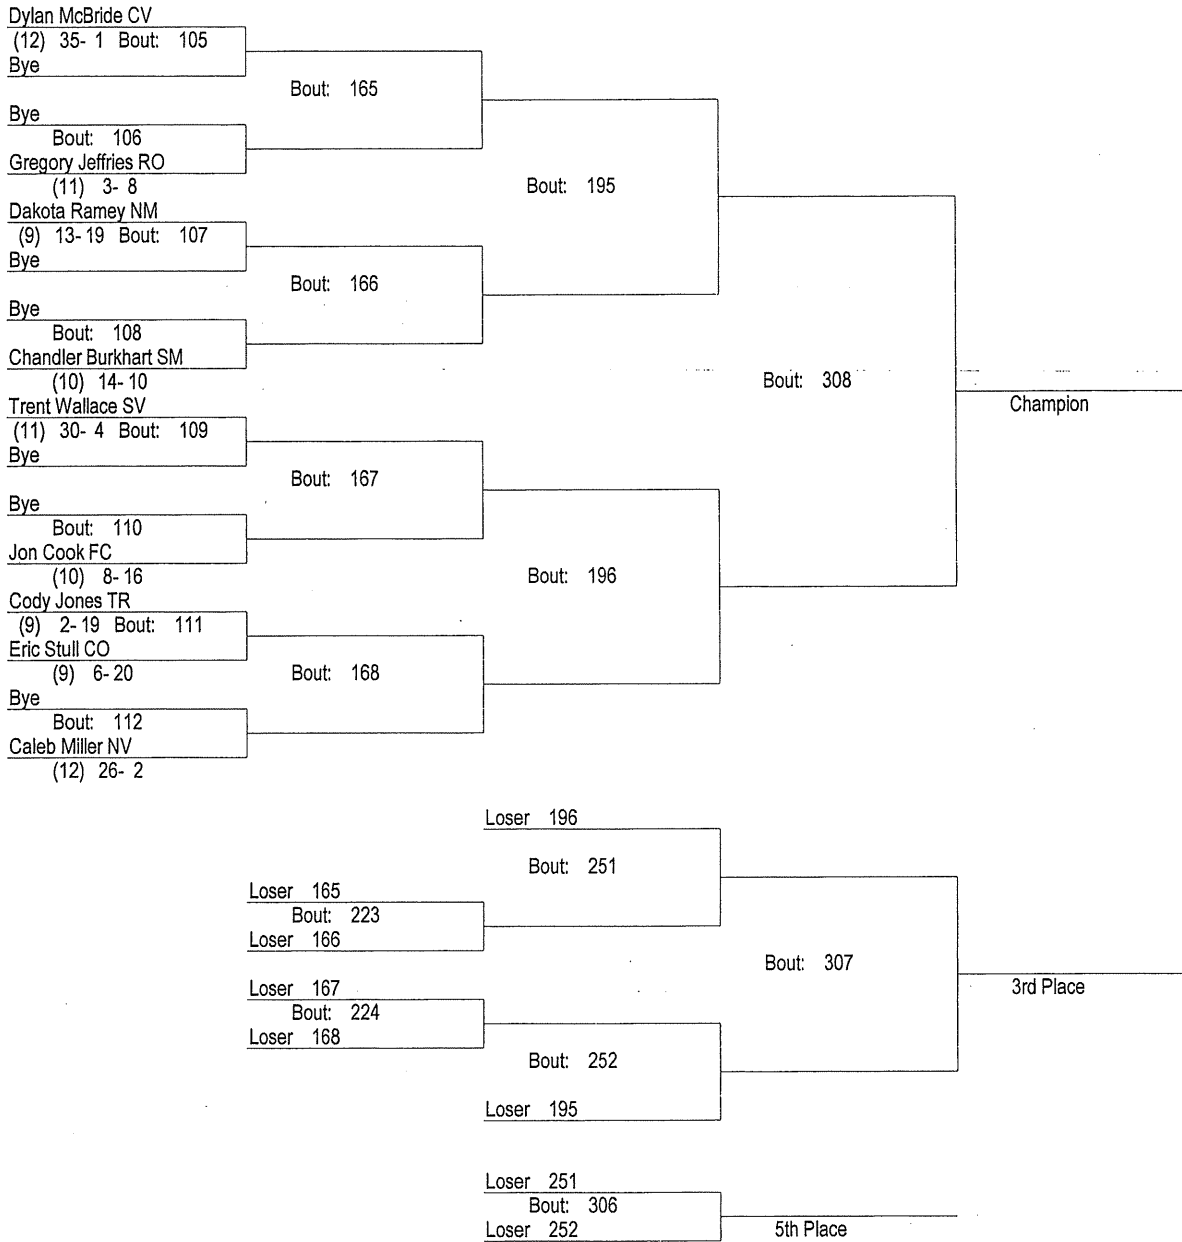 Dylan McBride CV
(12) 35- 1 Bout: 105
Bye
Bout: 165
Bye
Bout: 106
Gregory Jeffries RO
(11) 3- 8
Bout: 195
Dakota Ramey NM
(9) 13- 19 Bout: 107
Bye
Bout: 166
Bye
Bout: 108
Chandler Burkhart SM
(10) 14- 10
Bout: 308
Champion
Trent Wallace SV
(11) 30- 4 Bout: 109
Bye
Bout: 167
Bye
Bout: 110
Jon Cook FC
(10) 8- 16
Bout: 196
Cody Jones TR
(9) 2- 19 Bout: 111
Eric Stull CO
(9) 6- 20
Bout: 168
Bye
Bout: 112
Caleb Miller NV
(12) 26- 2
Loser 196
Bout: 251
Loser 165
Bout: 223
Loser 166
Bout: 307
3rd Place
Loser 167
Bout: 224
Loser 168
Bout: 252
Loser 195
Loser 251
Bout: 306
Loser 252
5th Place